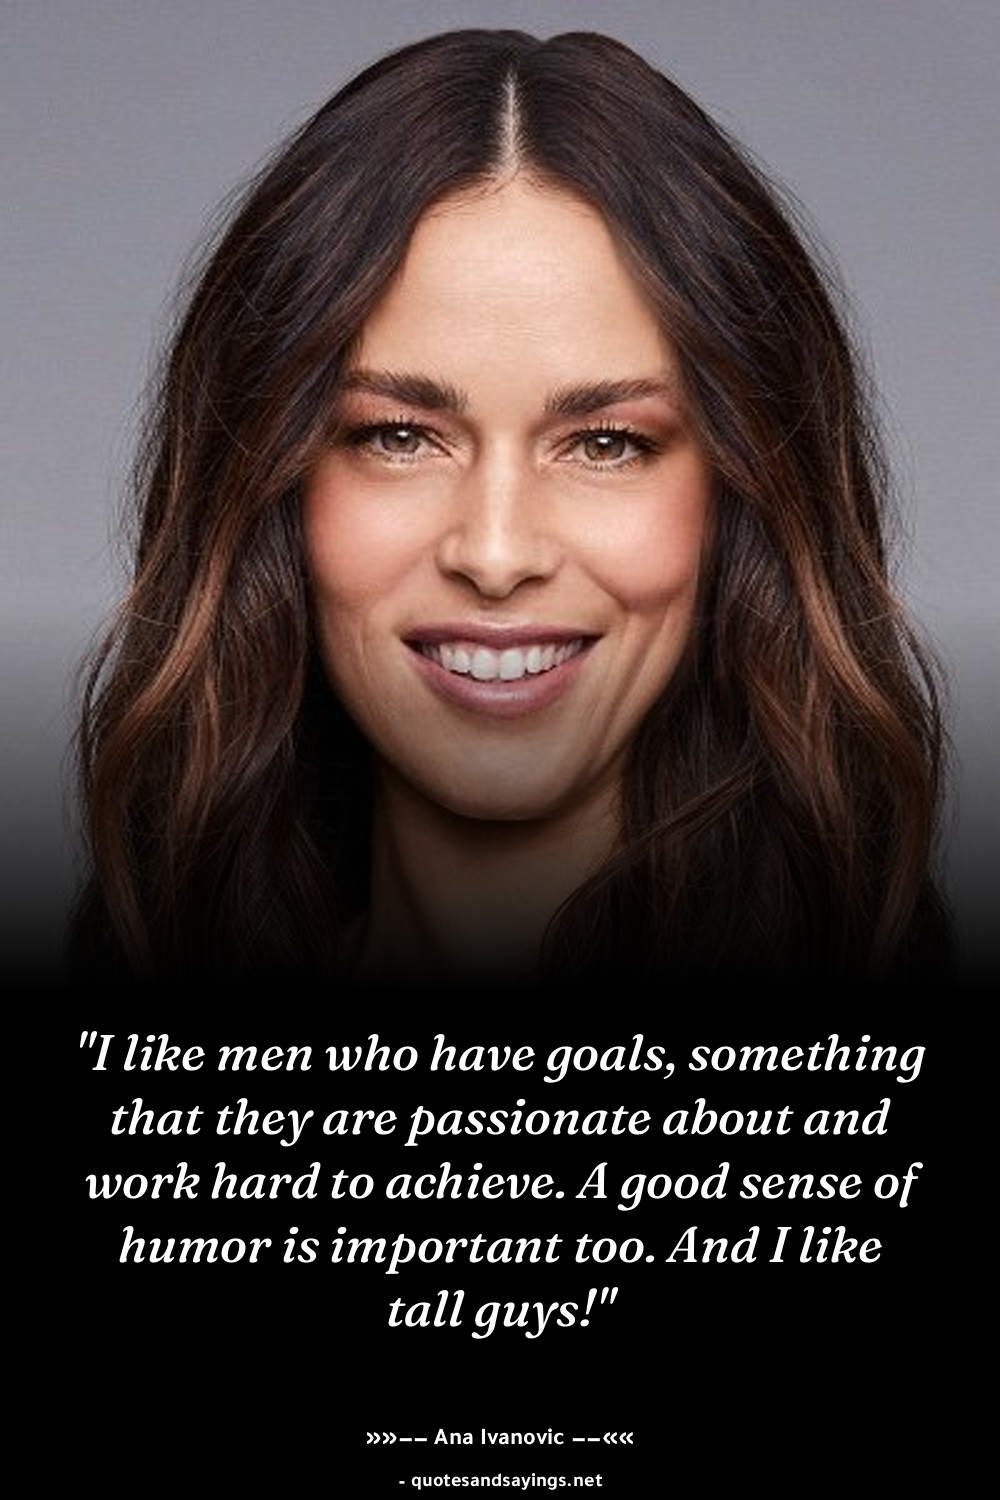 "I like men who have goals, something
that they are passionate about and
work hard to achieve. A good sense of
humor is important too. And I like
tall guys!"
»»–– Ana Ivanovic ––««
- quotesandsayings.net